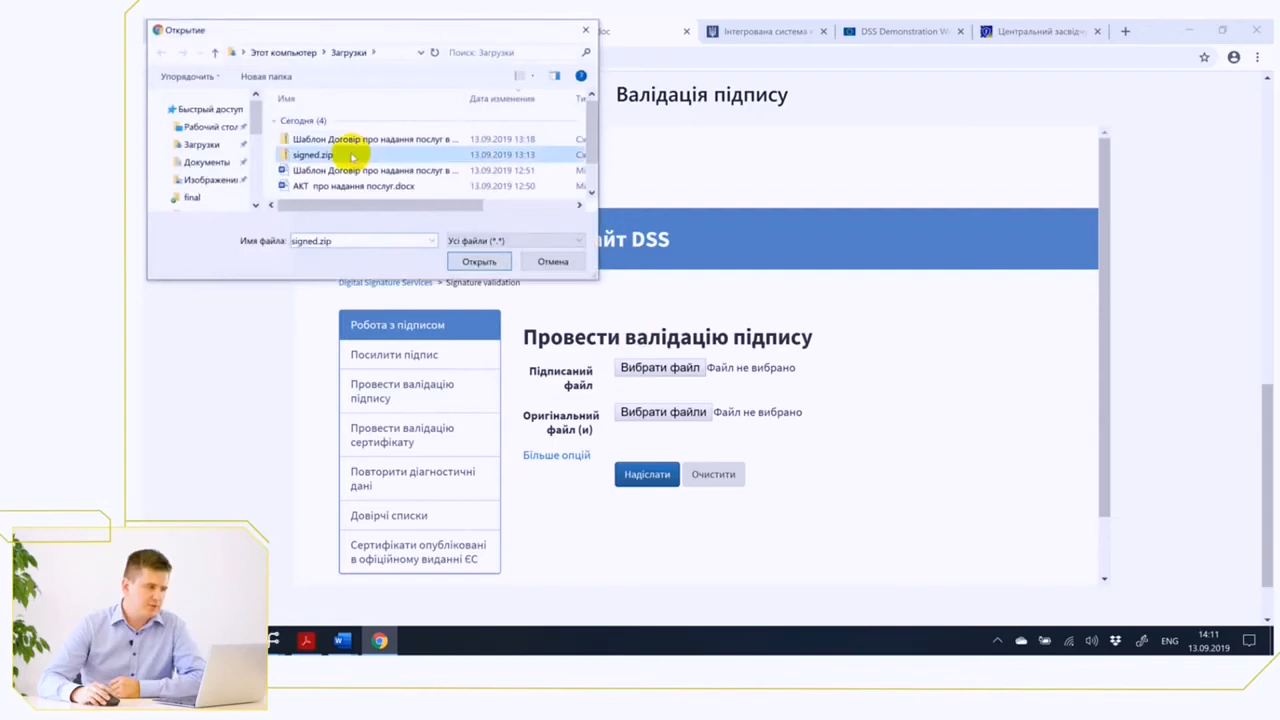 Открытие
doc
Інтегрована система
DSS Demonstration W
Центральний засвідч
Этот компьютер > Загрузки >
Поиск: Загрузки
Упорядочить
Новая папка
Валідація підпису
Имя
Дата изменения
Ти
Быстрый доступ
Сегодня (4)
Рабочий стол
Шаблон Договір про надання послуг в ...
13.09.2019 13:18
Загрузки
signed.zip
13.09.2019 13:13
Документы
Шаблон Договір про надання послуг в ...
13.09.2019 12:51
Изображени
АКТ про надання послуг.docx
13.09.2019 12:50
final
Имя файла:
signed.zip
Усі файли (*.*)
айт DSS
Открыть
Отмена
Digital Signature Services > Signature validation
Робота з підписом
Посилити підпис
Провести валідацію
підпису
Провести валідацію
сертифікату
Повторити діагностичні
дані
Довірчі списки
Сертифікати опубліковані
в офіційному виданні ЄС
Провести валідацію підпису
Підписаний
файл
Вибрати файл
Файл не вибрано
Оригінальний
файл (и)
Вибрати файли
Файл не вибрано
Більше опцій
Надіслати
Очистити
ENG
14:11
13.09.2019